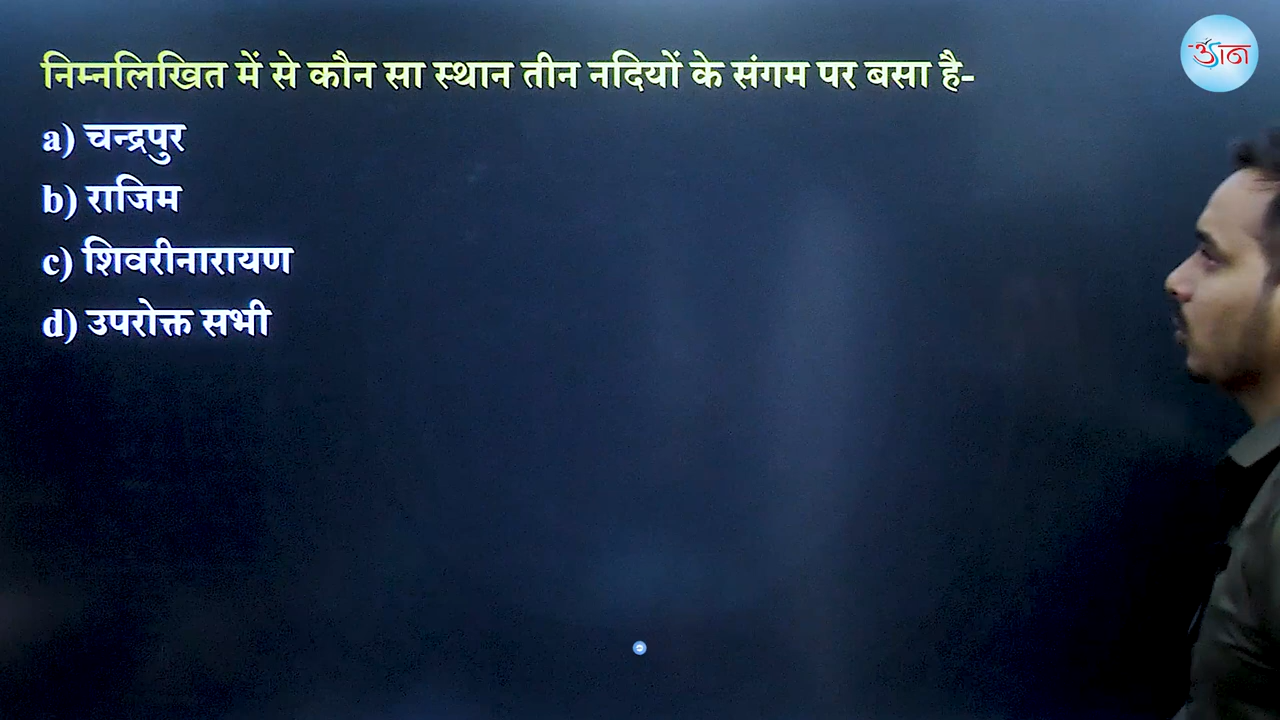 निम्नलिखित में से कौन सा स्थान तीन नदियों के संगम पर बसा है-
a) चन्द्रपुर
b) राजिम
c) शिवरीनारायण
d) उपरोक्त सभी